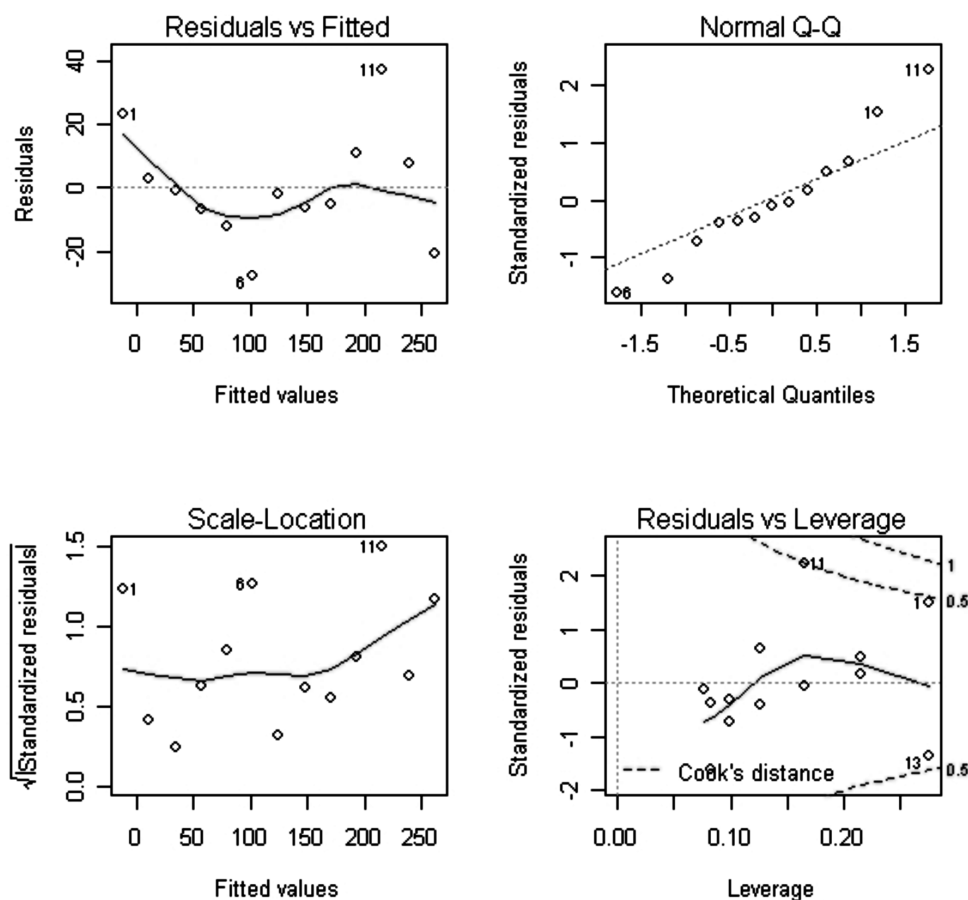 Residuals vs Fitted
Residuals
40
20
0
-20
1
6
11
0 50 100 150 200 250
Fitted values
Normal Q-Q
Standardized residuals
2
1
0
-1
6
1
11
-1.5 -0.5 0.5 1.5
Theoretical Quantiles
Scale-Location
√|Standardized residuals|
1.5
1.0
0.5
0.0
1
6
11
0 50 100 150 200 250
Fitted values
Residuals vs Leverage
Standardized residuals
2
1
0
-1
-2
11
1
13
1
0.5
0.5
Cook's distance
0.00 0.10 0.20
Leverage